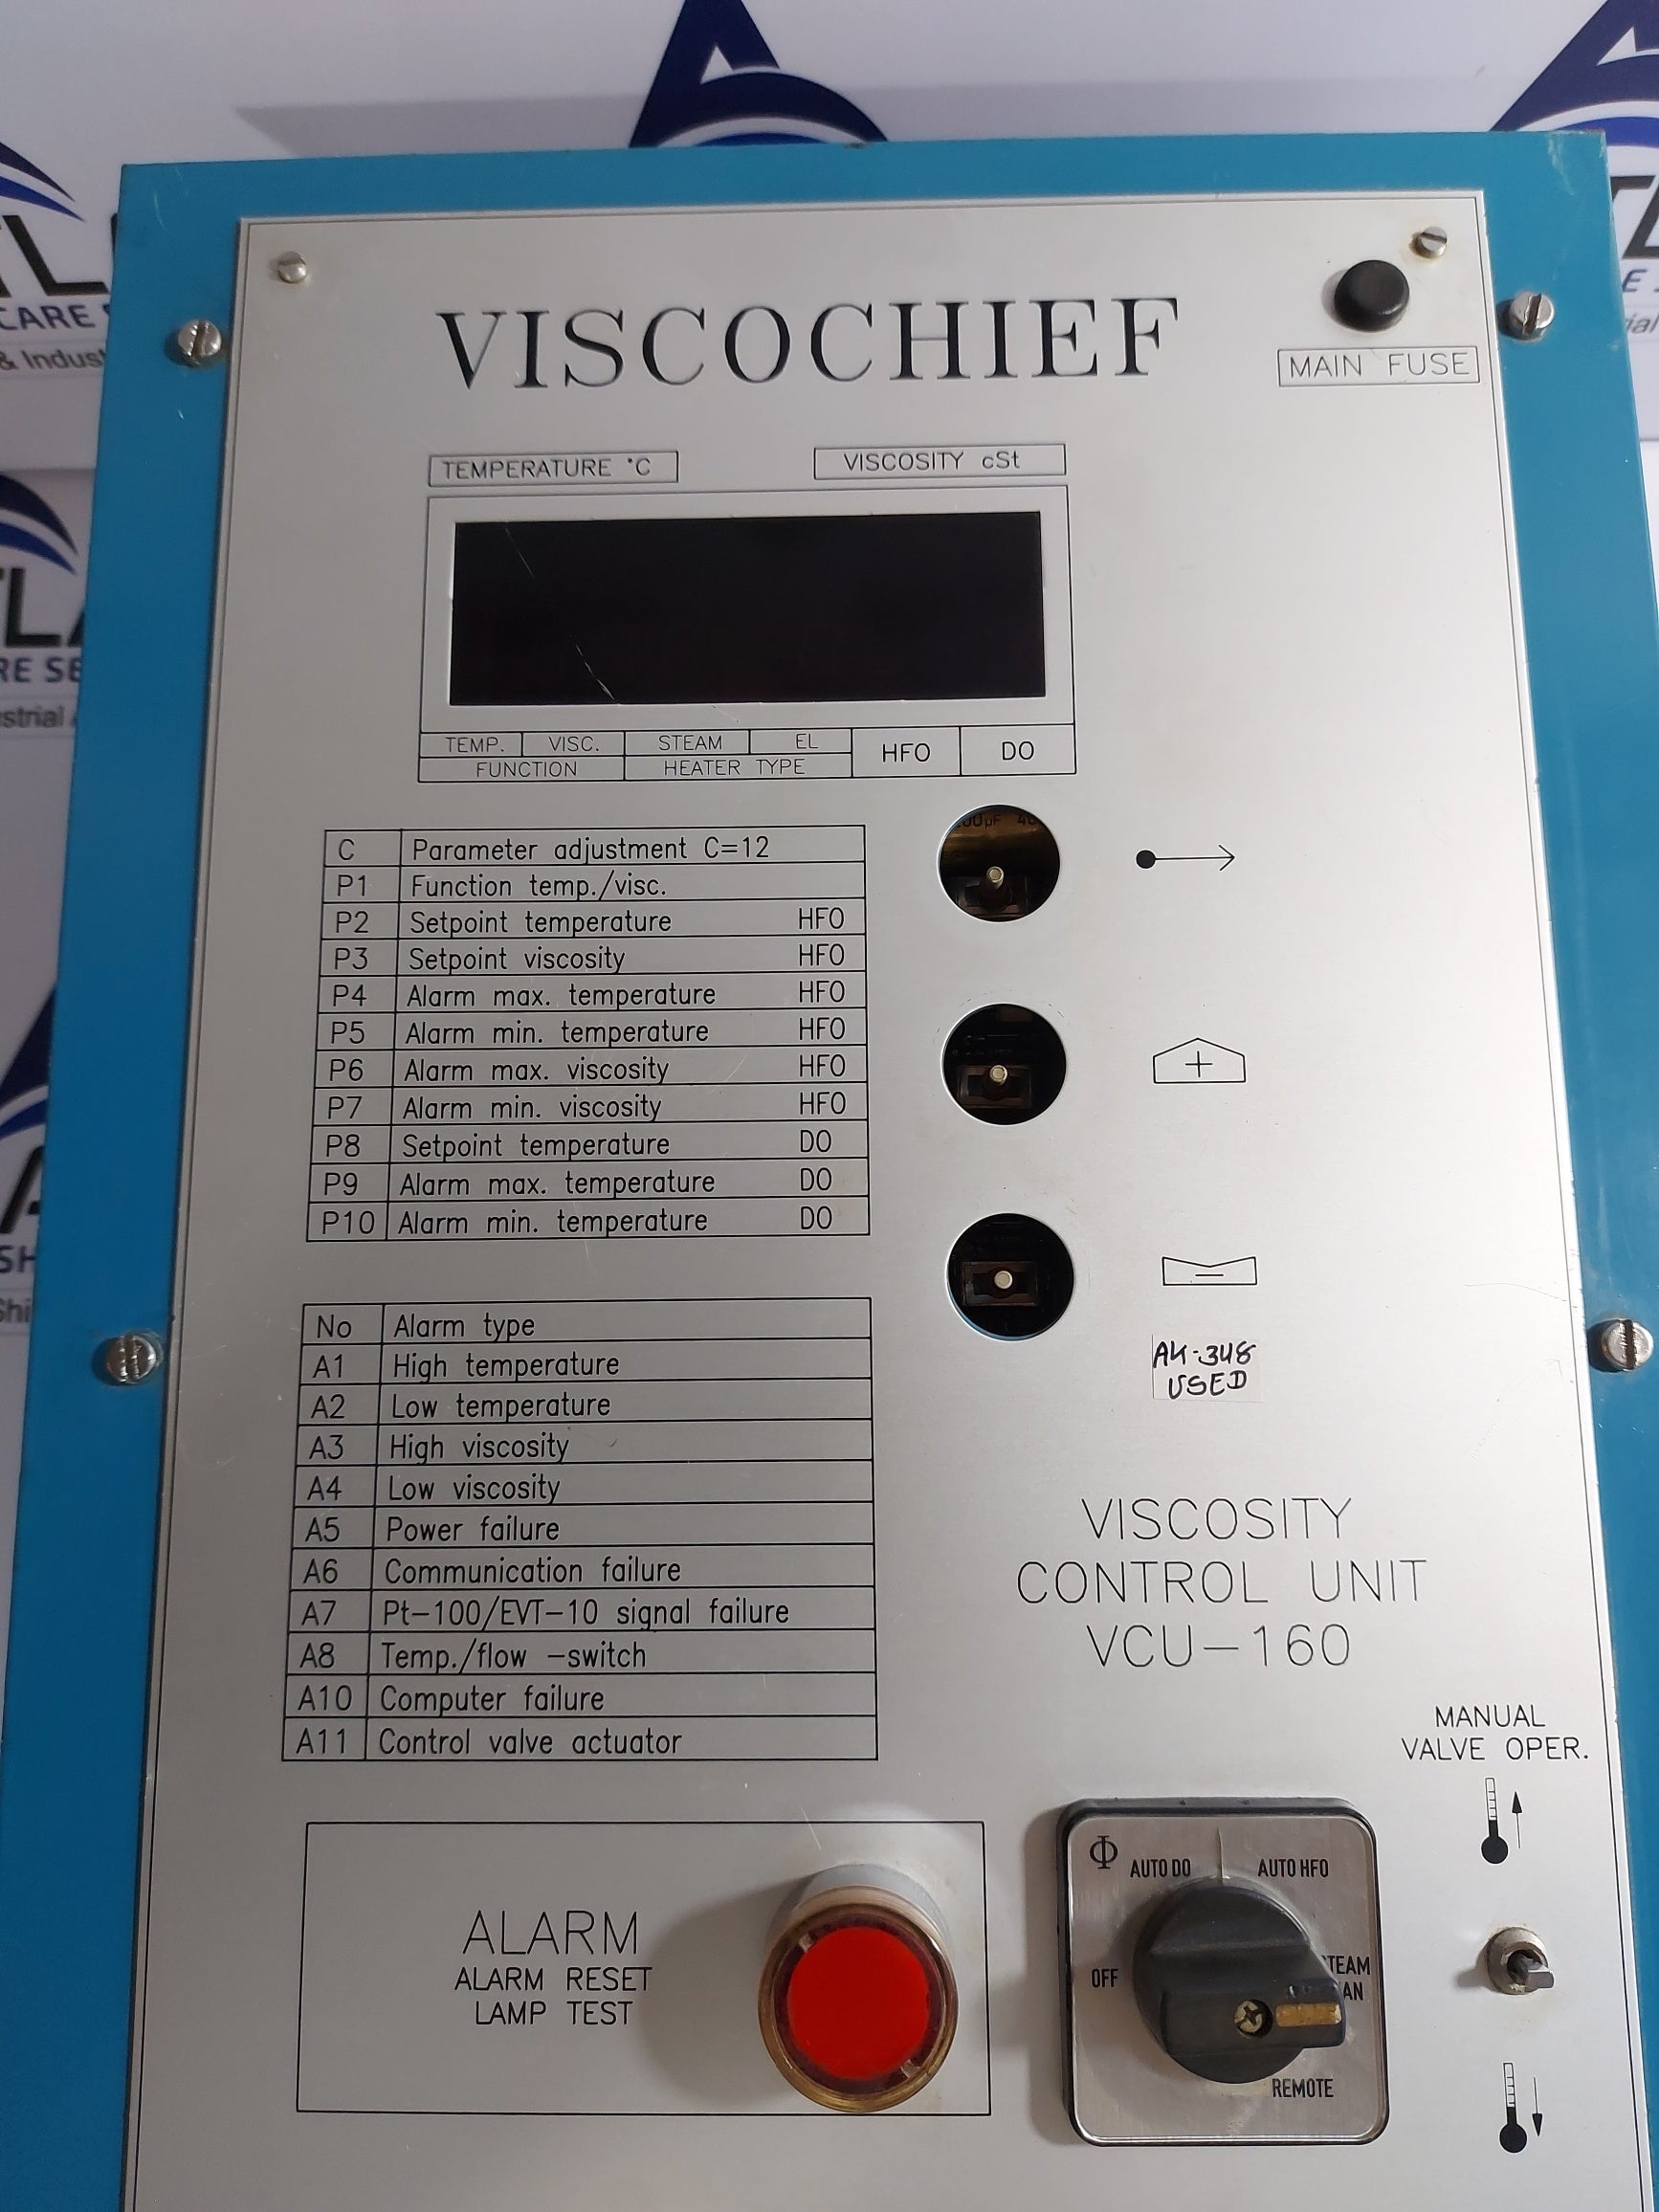 CARE
& Indust
VISCOCHIEF
MAIN FUSE
TEMPERATURE °C
VISCOSITY cSt
TEMP. VISC. STEAM EL
FUNCTION HEATER TYPE
HFO DO
C Parameter adjustment C=12
P1 Function temp./visc.
P2 Setpoint temperature HFO
P3 Setpoint viscosity HFO
P4 Alarm max. temperature HFO
P5 Alarm min. temperature HFO
P6 Alarm max. viscosity HFO
P7 Alarm min. viscosity HFO
P8 Setpoint temperature DO
P9 Alarm max. temperature DO
P10 Alarm min. temperature DO
+
−
AK-348
USED
No Alarm type
A1 High temperature
A2 Low temperature
A3 High viscosity
A4 Low viscosity
A5 Power failure
A6 Communication failure
A7 Pt-100/EVT-10 signal failure
A8 Temp./flow -switch
A10 Computer failure
A11 Control valve actuator
VISCOSITY
CONTROL UNIT
VCU-160
MANUAL
VALVE OPER.
ALARM
ALARM RESET
LAMP TEST
Φ
AUTO DO
AUTO HFO
OFF
REMOTE